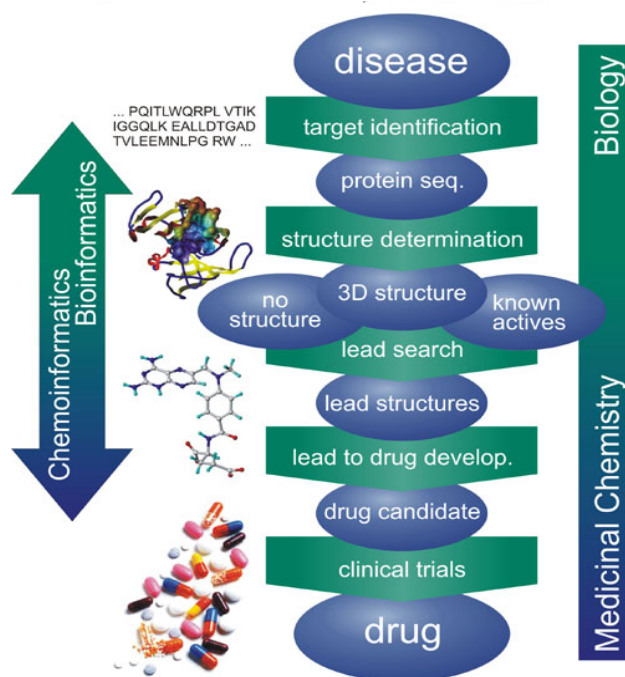 disease
... PQITLWQRPL VTIK
IGGQLK EALLDTGAD
TVLEEMNLPG RW ...
target identification
protein seq.
structure determination
no
structure
3D structure
known
actives
lead search
lead structures
lead to drug develop.
drug candidate
clinical trials
drug
Chemoinformatics
Bioinformatics
Biology
Medicinal Chemistry